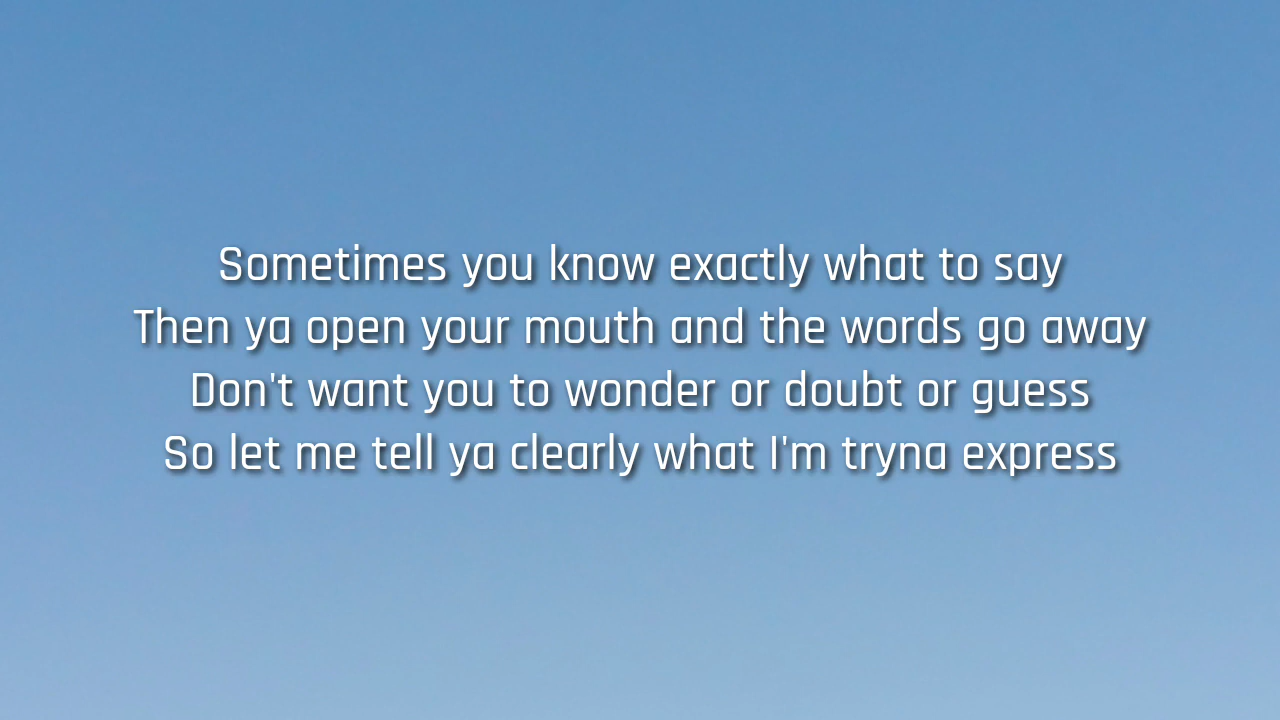 Sometimes you know exactly what to say
Then ya open your mouth and the words go away
Don't want you to wonder or doubt or guess
So let me tell ya clearly what I'm tryna express